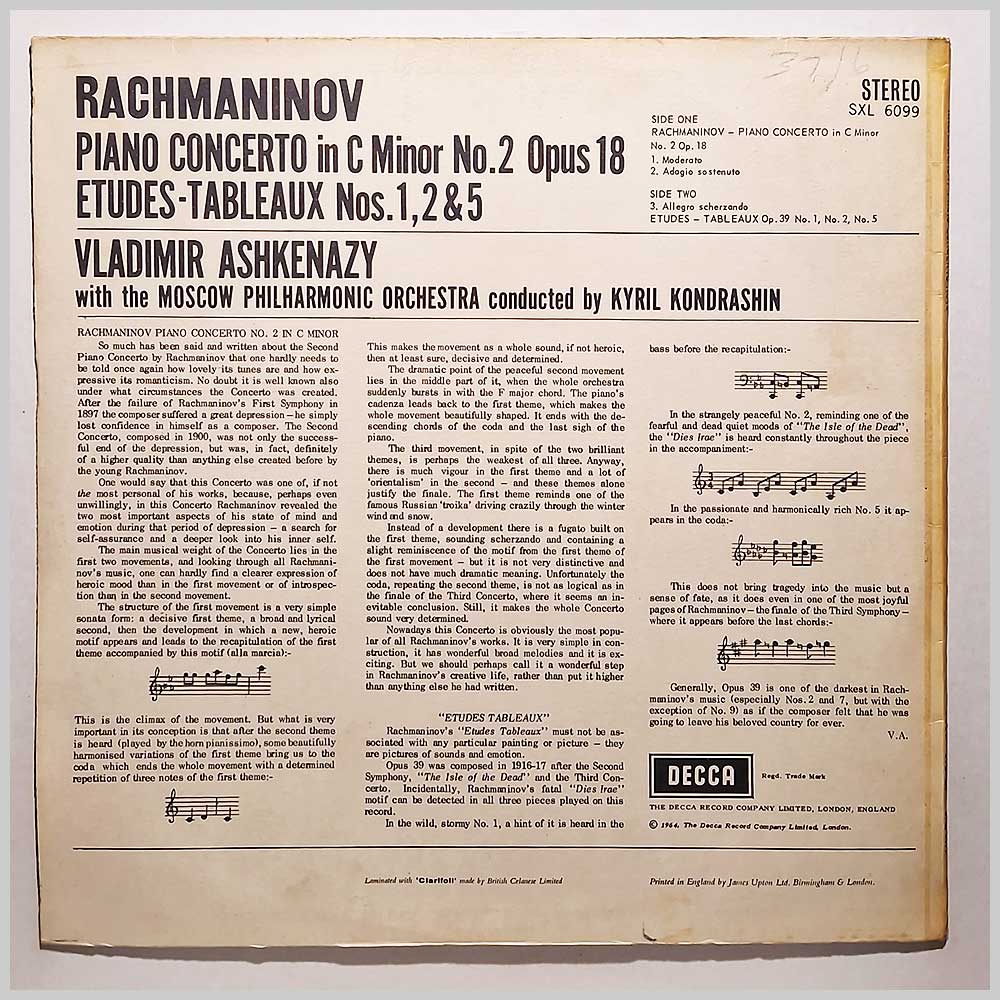 37/6
RACHMANINOV
PIANO CONCERTO in C Minor No.2 Opus 18
ETUDES-TABLEAUX Nos.1,2&5
STEREO
SXL 6099
SIDE ONE
RACHMANINOV – PIANO CONCERTO in C Minor
No. 2 Op. 18
1. Moderato
2. Adagio sostenuto
SIDE TWO
3. Allegro scherzando
ETUDES – TABLEAUX Op. 39 No. 1, No. 2, No. 5
VLADIMIR ASHKENAZY
with the MOSCOW PHILHARMONIC ORCHESTRA conducted by KYRIL KONDRASHIN
RACHMANINOV PIANO CONCERTO NO. 2 IN C MINOR
So much has been said and written about the Second
Piano Concerto by Rachmaninov that one hardly needs to
be told once again how lovely its tunes are and how ex-
pressive its romanticism. No doubt it is well known also
under what circumstances the Concerto was created.
After the failure of Rachmaninov's First Symphony in
1897 the composer suffered a great depression – he simply
lost confidence in himself as a composer. The Second
Concerto, composed in 1900, was not only the success-
ful end of the depression, but was, in fact, definitely
of a higher quality than anything else created before by
the young Rachmaninov.
One would say that this Concerto was one of, if not
the most personal of his works, because, perhaps even
unwillingly, in this Concerto Rachmaninov revealed the
two most important aspects of his state of mind and
emotion during that period of depression – a search for
self-assurance and a deeper look into his inner self.
The main musical weight of the Concerto lies in the
first two movements, and looking through all Rachmani-
nov's music, one can hardly find a clearer expression of
heroic mood than in the first movement or of introspec-
tion than in the second movement.
The structure of the first movement is a very simple
sonata form: a decisive first theme, a broad and lyrical
second, then the development in which a new, heroic
motif appears and leads to the recapitulation of the first
theme accompanied by this motif (alla marcia):-
This is the climax of the movement. But what is very
important in its conception is that after the second theme
is heard (played by the horn pianissimo), some beautifully
harmonised variations of the first theme bring us to the
coda which ends the whole movement with a determined
repetition of three notes of the first theme:-
This makes the movement as a whole sound, if not heroic,
then at least sure, decisive and determined.
The dramatic point of the peaceful second movement
lies in the middle part of it, when the whole orchestra
suddenly bursts in with the F major chord. The piano's
cadenza leads back to the first theme, which makes the
whole movement beautifully shaped. It ends with the de-
scending chords of the coda and the last sigh of the
piano.
The third movement, in spite of the two brilliant
themes, is perhaps the weakest of all three. Anyway,
there is much vigour in the first theme and a lot of
'orientalism' in the second – and these themes alone
justify the finale. The first theme reminds one of the
famous Russian 'troika' driving crazily through the winter
wind and snow.
Instead of a development there is a fugato built on
the first theme, sounding scherzando and containing a
slight reminiscence of the motif from the first theme of
the first movement – but it is not very distinctive and
does not have much dramatic meaning. Unfortunately the
coda, repeating the second theme, is not as logical as in
the finale of the Third Concerto, where it seems an in-
evitable conclusion. Still, it makes the whole Concerto
sound very determined.
Nowadays this Concerto is obviously the most popu-
lar of all Rachmaninov's works. It is very simple in con-
struction, it has wonderful broad melodies and it is ex-
citing. But we should perhaps call it a wonderful step
in Rachmaninov's creative life, rather than put it higher
than anything else he had written.
"ETUDES TABLEAUX"
Rachmaninov's "Etudes Tableaux" must not be as-
sociated with any particular painting or picture – they
are pictures of sounds and emotion.
Opus 39 was composed in 1916-17 after the Second
Symphony, "The Isle of the Dead" and the Third Con-
certo. Incidentally, Rachmaninov's fatal "Dies Irae"
motif can be detected in all three pieces played on this
record.
In the wild, stormy No. 1, a hint of it is heard in the
bass before the recapitulation:-
In the strangely peaceful No. 2, reminding one of the
fearful and dead quiet moods of "The Isle of the Dead",
the "Dies Irae" is heard constantly throughout the piece
in the accompaniment:-
In the passionate and harmonically rich No. 5 it ap-
pears in the coda:-
This does not bring tragedy into the music but a
sense of fate, as it does even in one of the most joyful
pages of Rachmaninov – the finale of the Third Symphony –
where it appears before the last chords:-
Generally, Opus 39 is one of the darkest in Rach-
maninov's music (especially Nos. 2 and 7, but with the
exception of No. 9) as if the composer felt that he was
going to leave his beloved country for ever.
V.A.
DECCA
Regd. Trade Mark
THE DECCA RECORD COMPANY LIMITED, LONDON, ENGLAND
© 1964, The Decca Record Company Limited, London.
Laminated with 'Clarifoil' made by British Celanese Limited
Printed in England by James Upton Ltd. Birmingham & London.